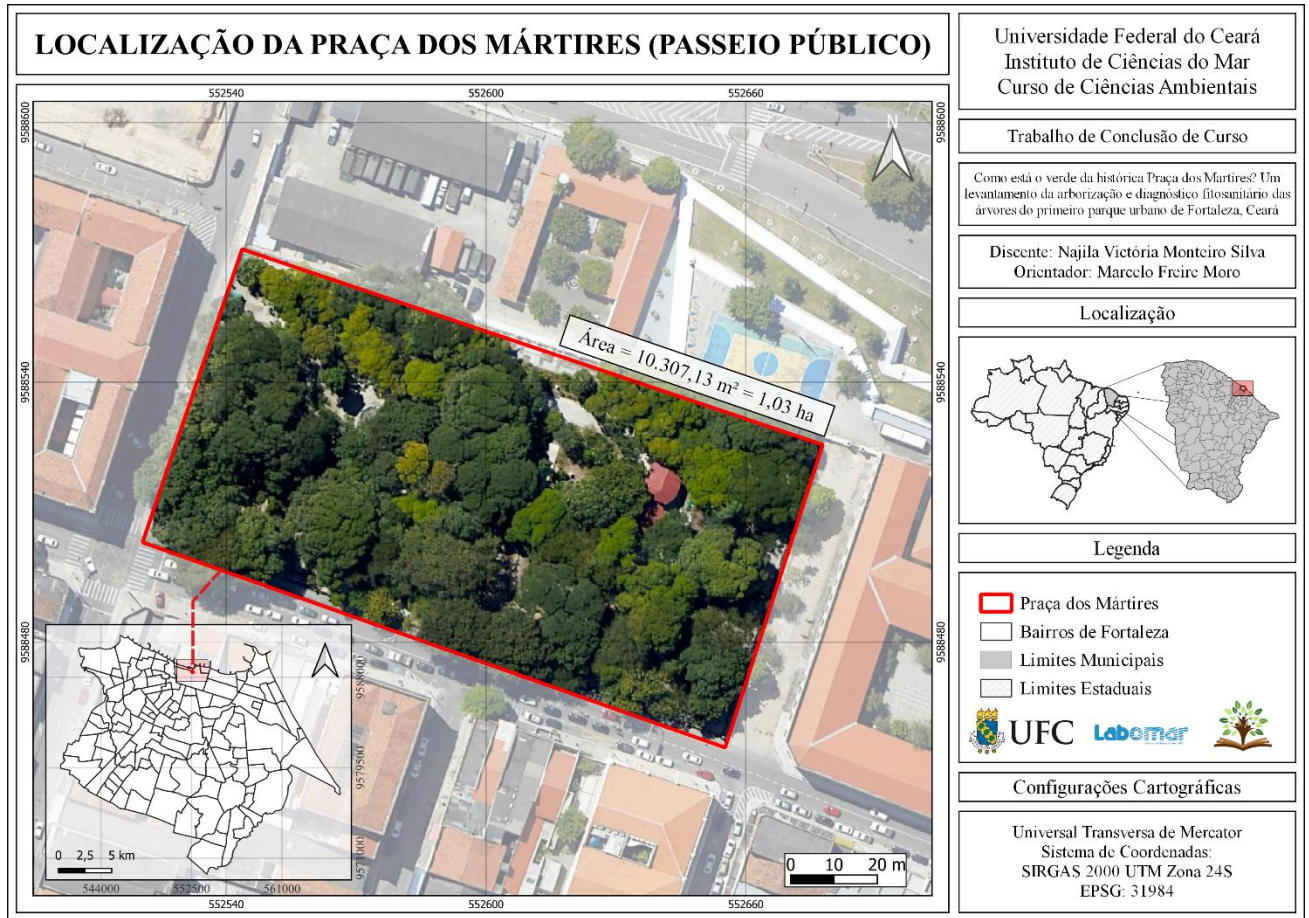 LOCALIZAÇÃO DA PRAÇA DOS MÁRTIRES (PASSEIO PÚBLICO)
552540
552600
552660
9588600
9588600
N
Área = 10.307,13 m² = 1,03 ha
9588540
9588540
9588480
9588480
9588000
9579500
9571000
0 2,5 5 km
544000
552500
561000
0 10 20 m
552540
552600
552660
Universidade Federal do Ceará
Instituto de Ciências do Mar
Curso de Ciências Ambientais
Trabalho de Conclusão de Curso
Como está o verde da histórica Praça dos Martires? Um
levantamento da arborização e diagnóstico fitosanitário das
árvores do primeiro parque urbano de Fortaleza, Ceará
Discente: Najila Victória Monteiro Silva
Orientador: Marcelo Freire Moro
Localização
Legenda
Praça dos Mártires
Bairros de Fortaleza
Limites Municipais
Limites Estaduais
UFC
Labomar
Configurações Cartográficas
Universal Transversa de Mercator
Sistema de Coordenadas:
SIRGAS 2000 UTM Zona 24S
EPSG: 31984